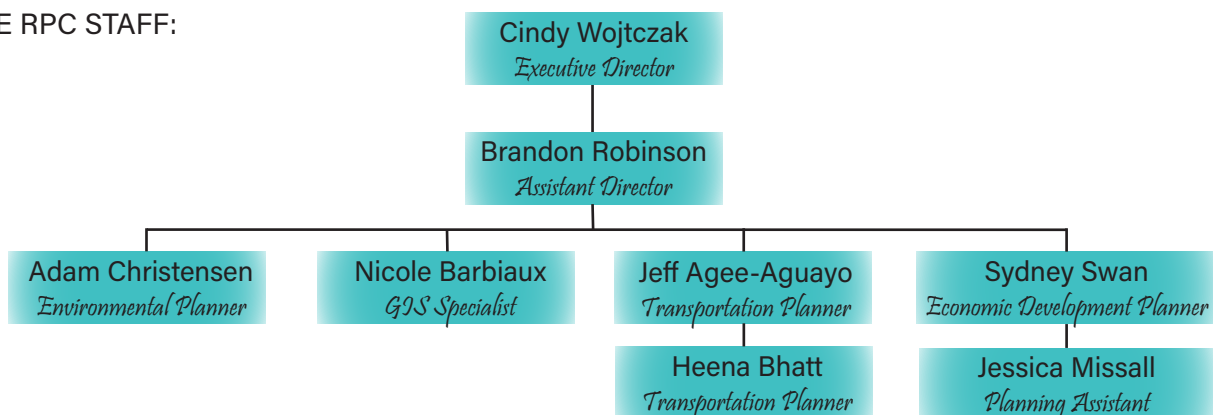 E RPC STAFF:
Cindy Wojtczak
Executive Director
Brandon Robinson
Assistant Director
Adam Christensen
Environmental Planner
Nicole Barbiaux
GIS Specialist
Jeff Agee-Aguayo
Transportation Planner
Sydney Swan
Economic Development Planner
Heena Bhatt
Transportation Planner
Jessica Missall
Planning Assistant